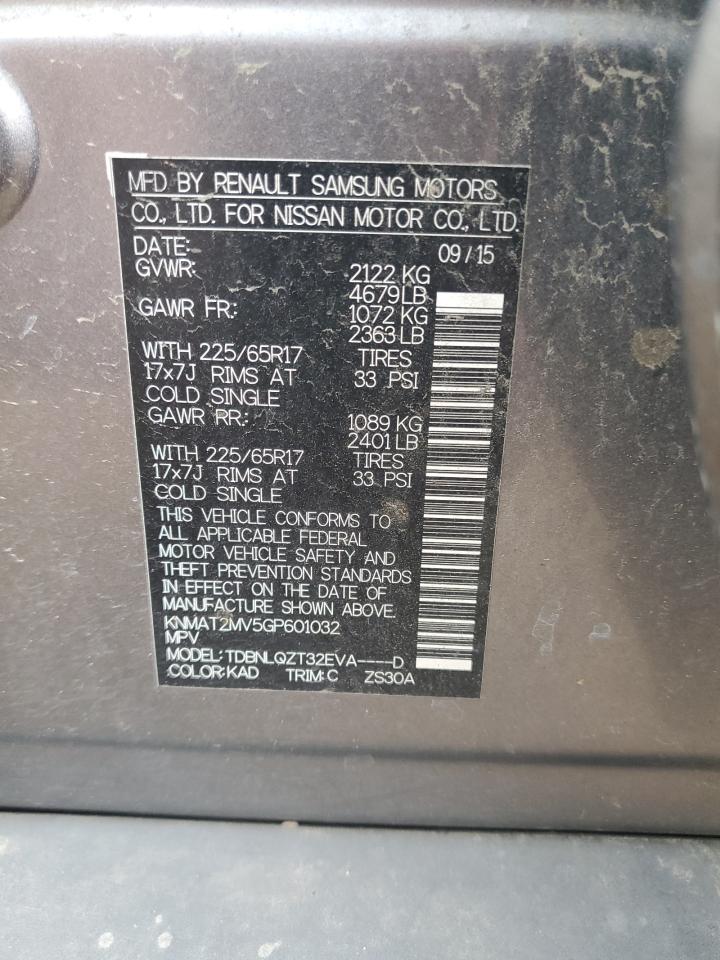 MFD BY RENAULT SAMSUNG MOTORS
CO., LTD. FOR NISSAN MOTOR CO., LTD.
DATE: 09/15
GVWR: 2122 KG
4679LB
GAWR FR: 1072 KG
2363 LB
WITH 225/65R17 TIRES
17x7J RIMS AT 33 PSI
COLD SINGLE
GAWR RR: 1089 KG
2401 LB
WITH 225/65R17 TIRES
17x7J RIMS AT 33 PSI
COLD SINGLE
THIS VEHICLE CONFORMS TO
ALL APPLICABLE FEDERAL
MOTOR VEHICLE SAFETY AND
THEFT PREVENTION STANDARDS
IN EFFECT ON THE DATE OF
MANUFACTURE SHOWN ABOVE.
KNMAT2MV5GP601032
MPV
MODEL: TDBNLQZT32EVA----D
COLOR: KAD TRIM: C ZS30A